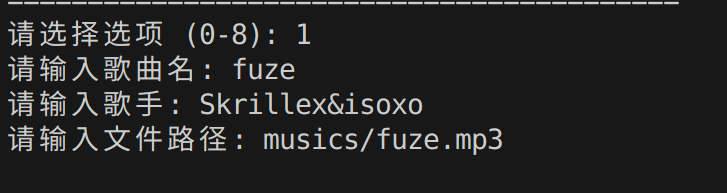 请选择选项 (0-8): 1
请输入歌曲名: fuze
请输入歌手: Skrillex&isoxo
请输入文件路径: musics/fuze.mp3